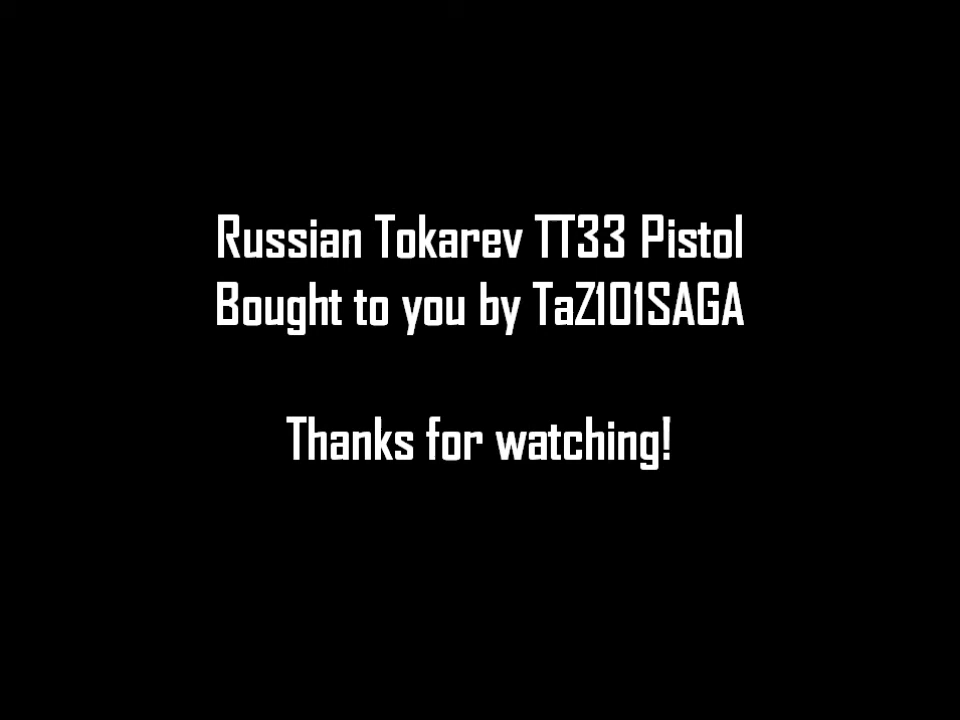 Russian Tokarev TT33 Pistol
Bought to you by TaZ101SAGA
Thanks for watching!